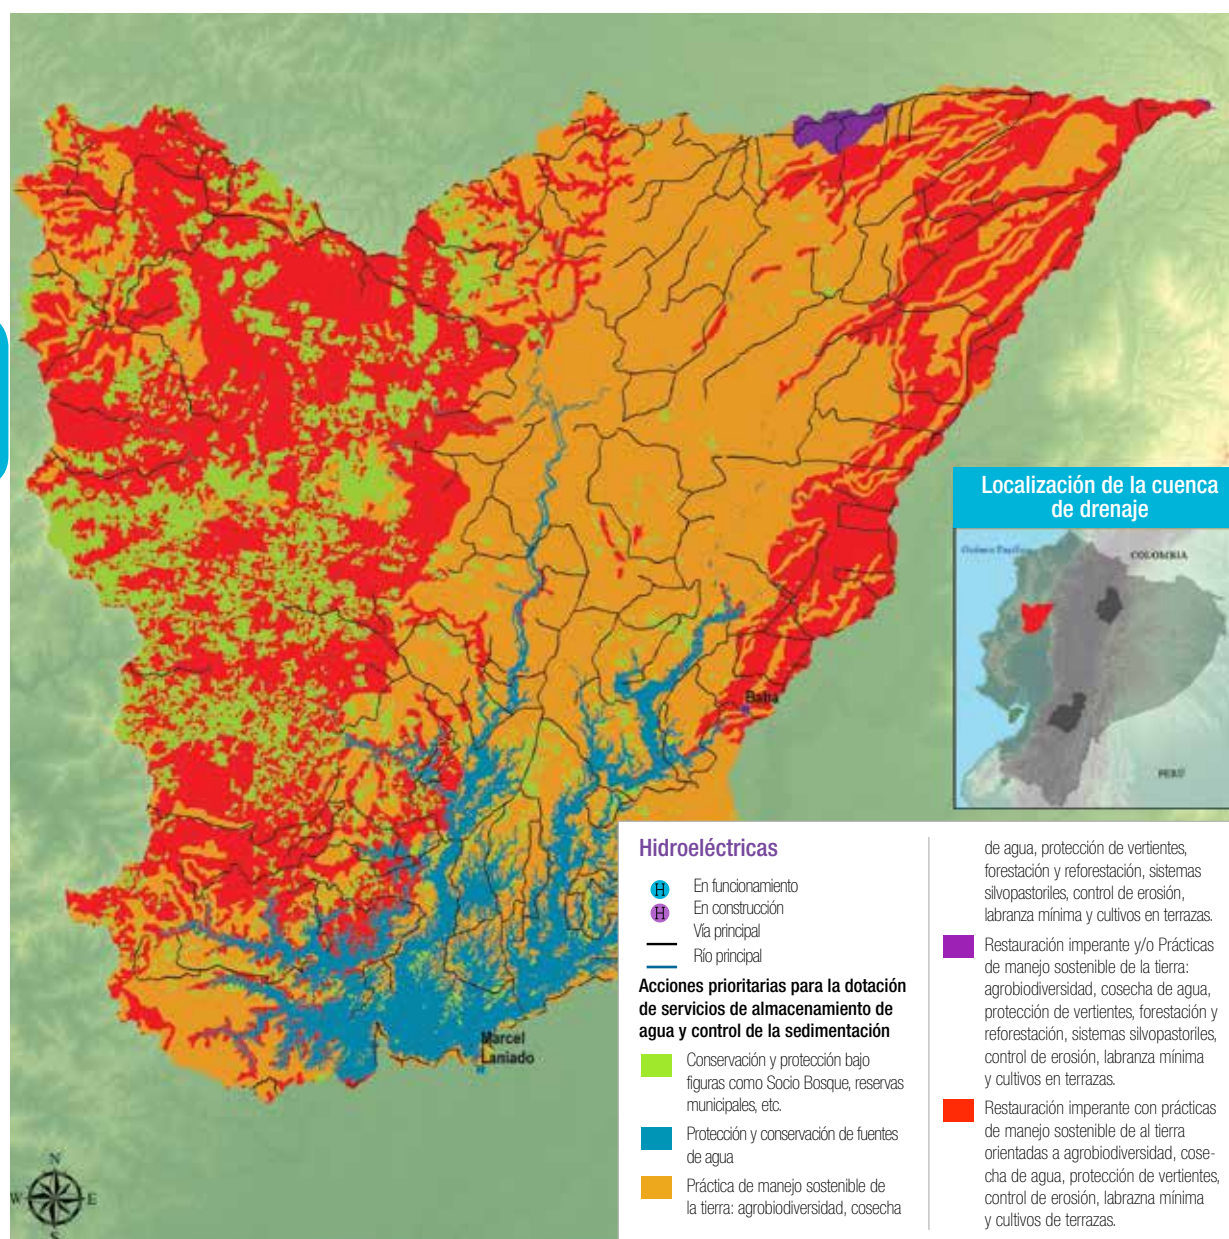 Localización de la cuenca
de drenaje
Océano Pacífico
COLOMBIA
PERÚ
Baba
Marcel
Laniado
N
W
E
S
Hidroeléctricas
H
En funcionamiento
H
En construcción
Vía principal
Río principal
Acciones prioritarias para la dotación
de servicios de almacenamiento de
agua y control de la sedimentación
Conservación y protección bajo
figuras como Socio Bosque, reservas
municipales, etc.
Protección y conservación de fuentes
de agua
Práctica de manejo sostenible de
la tierra: agrobiodiversidad, cosecha
de agua, protección de vertientes,
forestación y reforestación, sistemas
silvopastoriles, control de erosión,
labranza mínima y cultivos en terrazas.
Restauración imperante y/o Prácticas
de manejo sostenible de la tierra:
agrobiodiversidad, cosecha de agua,
protección de vertientes, forestación y
reforestación, sistemas silvopastoriles,
control de erosión, labranza mínima
y cultivos en terrazas.
Restauración imperante con prácticas
de manejo sostenible de al tierra
orientadas a agrobiodiversidad, cose-
cha de agua, protección de vertientes,
control de erosión, labrazna mínima
y cultivos de terrazas.